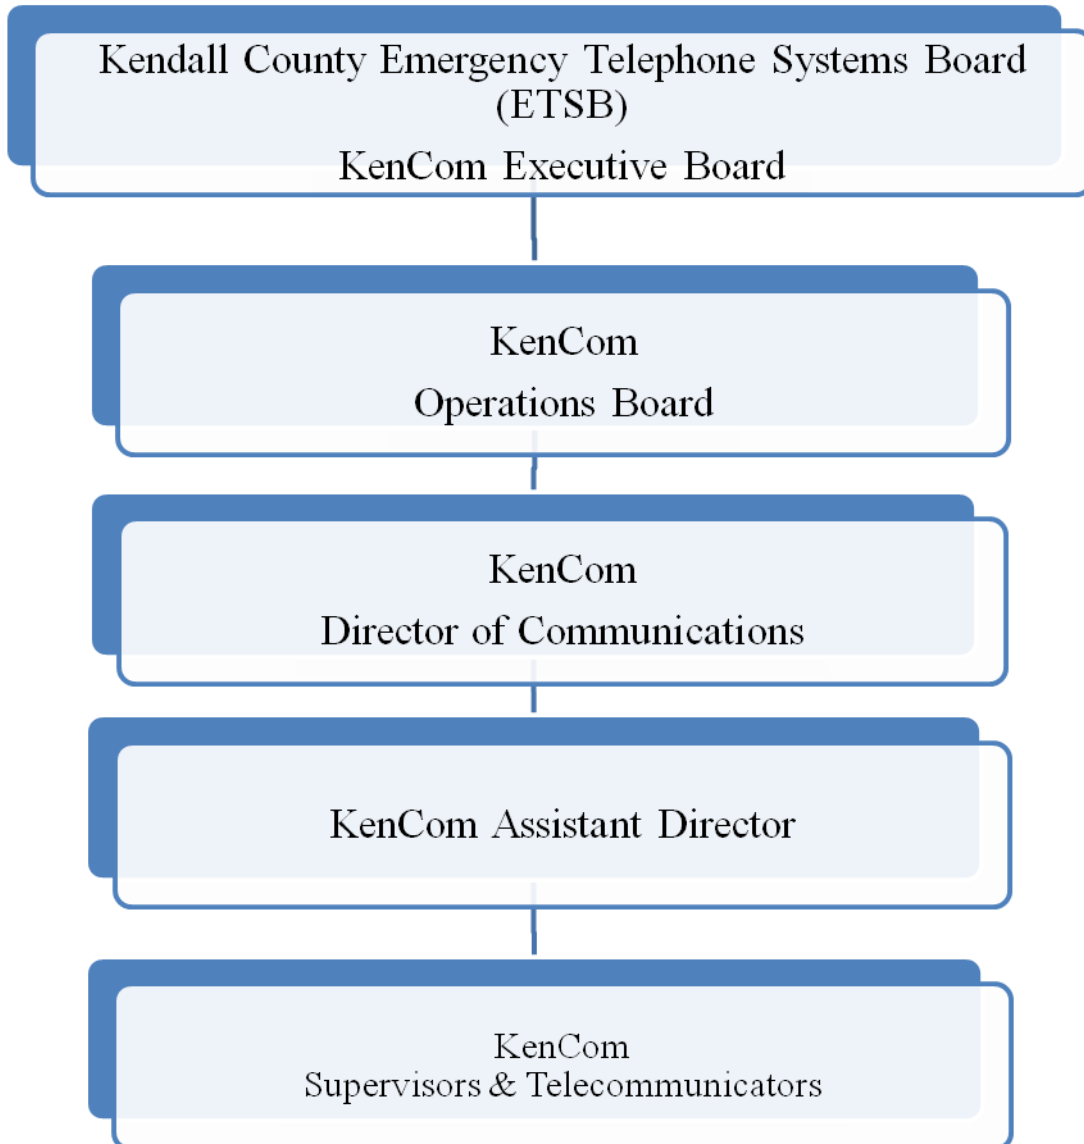 Kendall County Emergency Telephone Systems Board
(ETSB)
KenCom Executive Board
KenCom
Operations Board
KenCom
Director of Communications
KenCom Assistant Director
KenCom
Supervisors & Telecommunicators